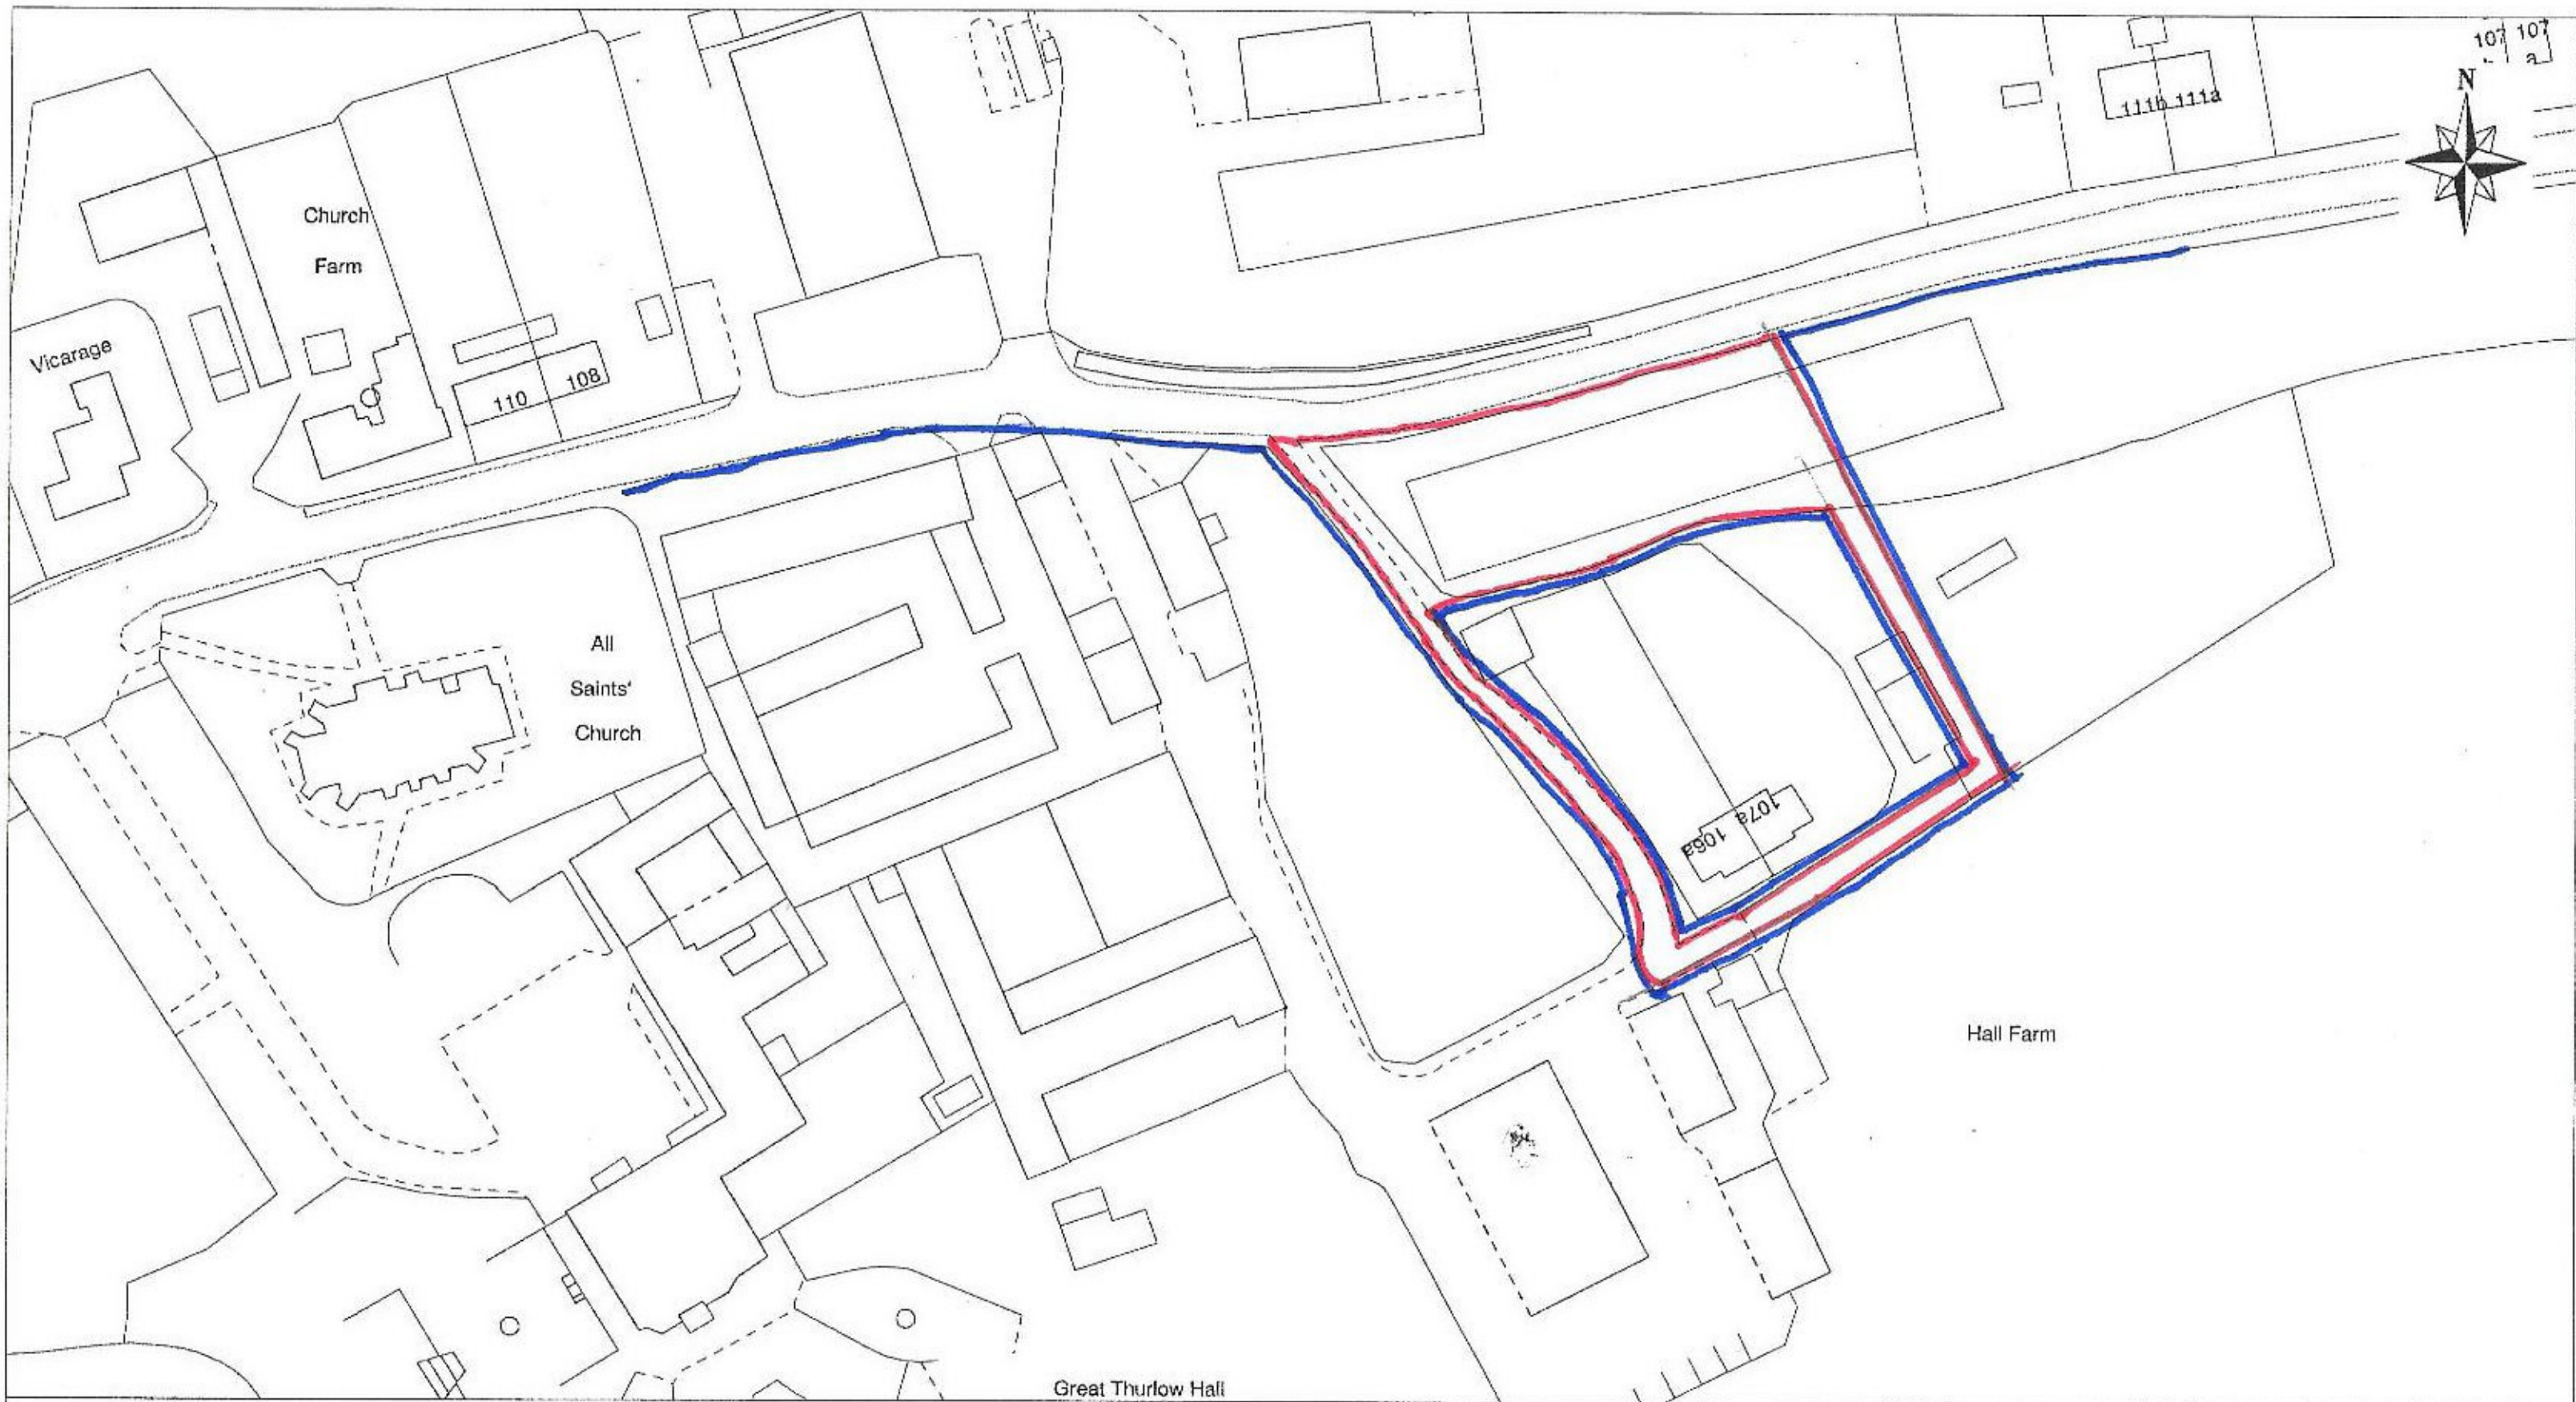 107 107
a
N
111b 111a
Church
Farm
Vicarage
110 108
All
Saints'
Church
106a 107a
Hall Farm
Great Thurlow Hall